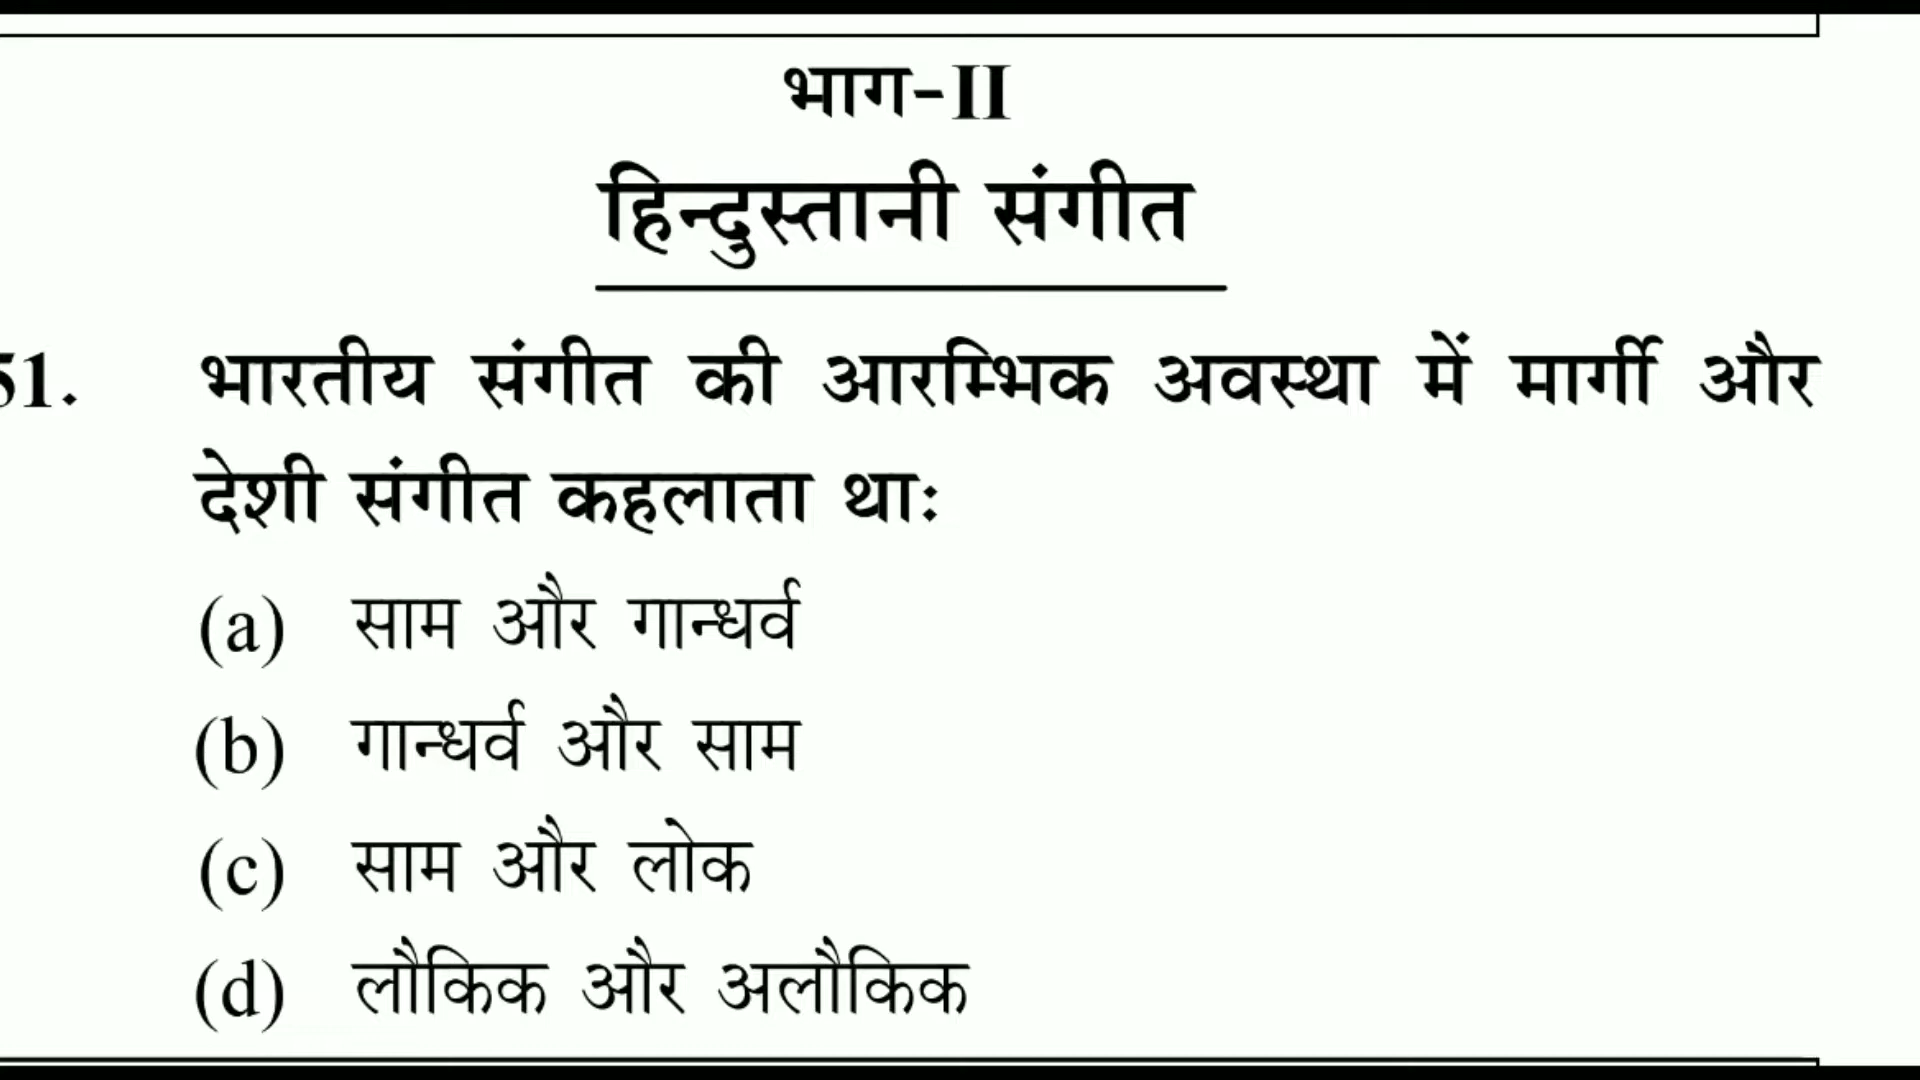 भाग-II
हिन्दुस्तानी संगीत
51. भारतीय संगीत की आरम्भिक अवस्था में मार्गी और
देशी संगीत कहलाता थाः
(a) साम और गान्धर्व
(b) गान्धर्व और साम
(c) साम और लोक
(d) लौकिक और अलौकिक